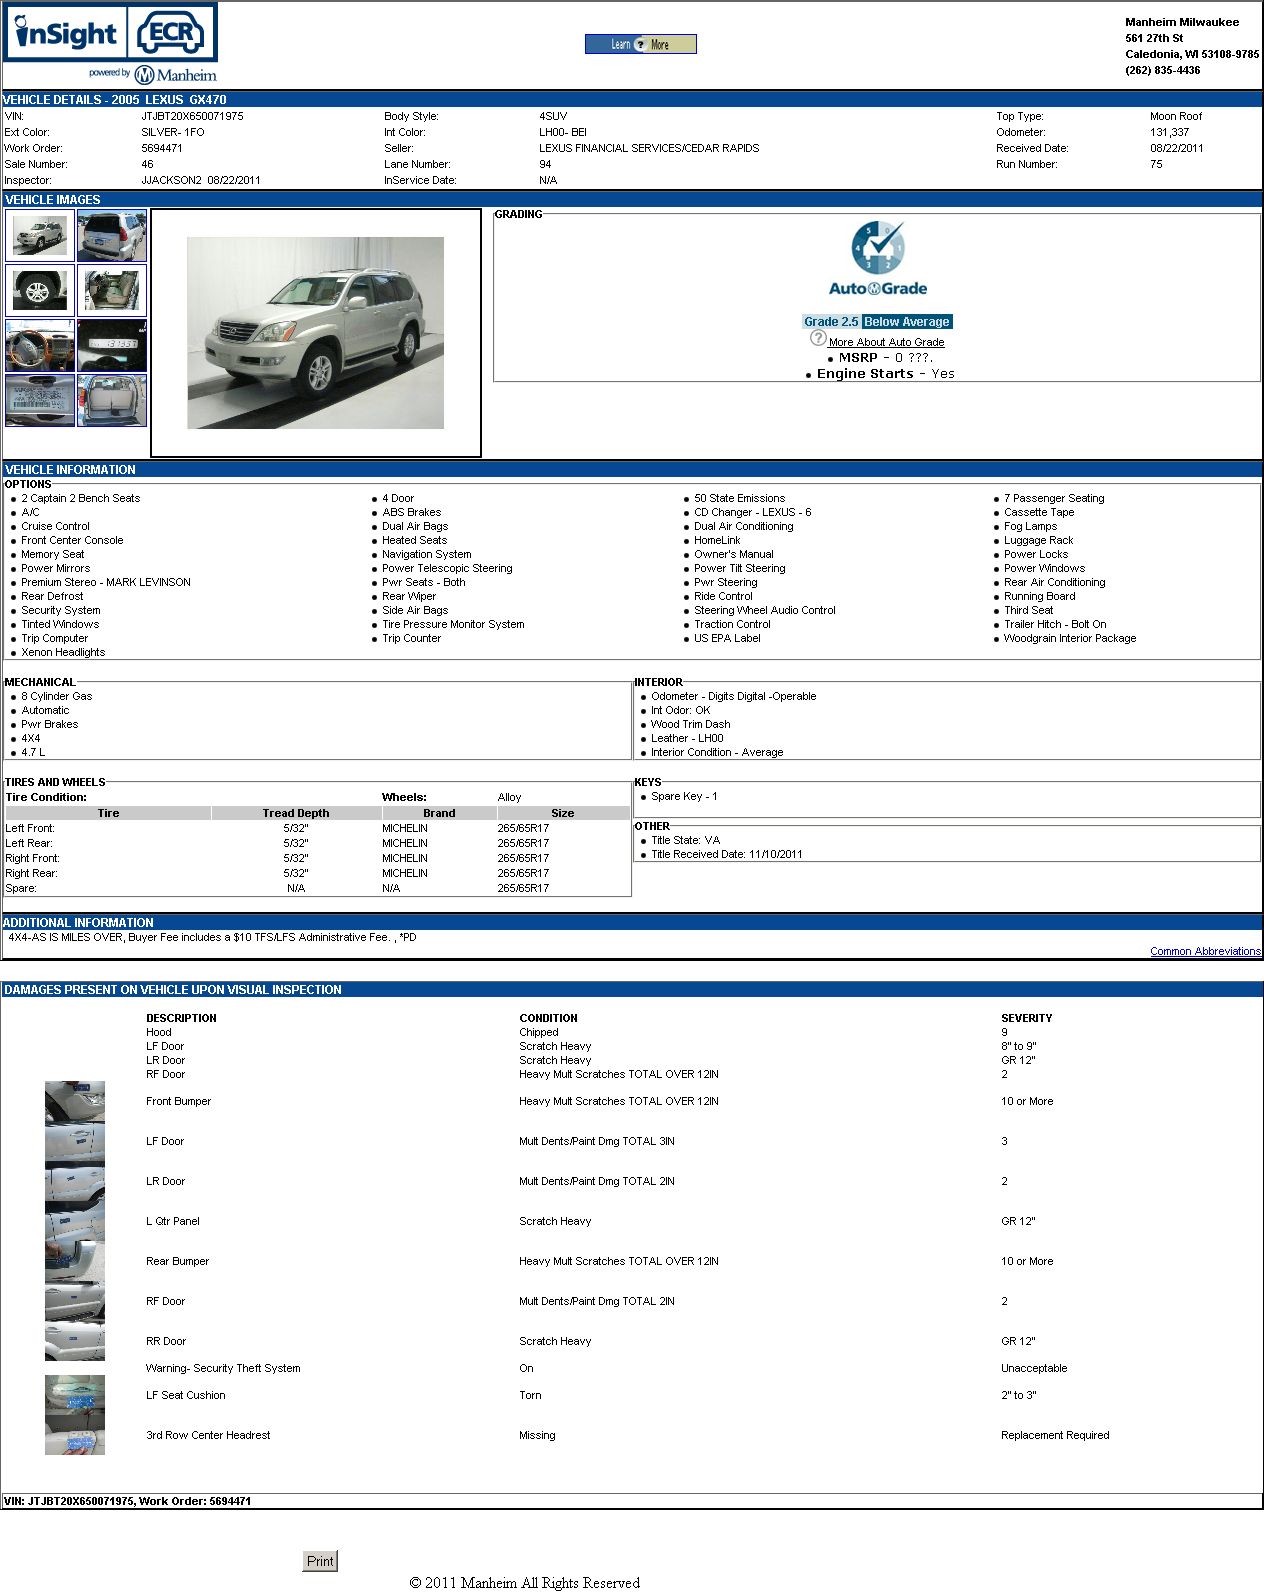 inSight ECR
powered by Manheim
Learn ? More
Manheim Milwaukee
561 27th St
Caledonia, WI 53108-9785
(262) 835-4436
VEHICLE DETAILS - 2005 LEXUS GX470
VIN: JTJBT20X650071975 Body Style: 4SUV Top Type: Moon Roof
Ext Color: SILVER- 1FO Int Color: LH00- BEI Odometer: 131,337
Work Order: 5694471 Seller: LEXUS FINANCIAL SERVICES/CEDAR RAPIDS Received Date: 08/22/2011
Sale Number: 46 Lane Number: 94 Run Number: 75
Inspector: JJACKSON2 08/22/2011 InService Date: N/A
VEHICLE IMAGES
131337
GRADING
5 0 4 1 3 2
AutoGrade
Grade 2.5 Below Average
? More About Auto Grade
• MSRP - 0 ???.
• Engine Starts - Yes
VEHICLE INFORMATION
OPTIONS
• 2 Captain 2 Bench Seats • 4 Door • 50 State Emissions • 7 Passenger Seating
• A/C • ABS Brakes • CD Changer - LEXUS - 6 • Cassette Tape
• Cruise Control • Dual Air Bags • Dual Air Conditioning • Fog Lamps
• Front Center Console • Heated Seats • HomeLink • Luggage Rack
• Memory Seat • Navigation System • Owner's Manual • Power Locks
• Power Mirrors • Power Telescopic Steering • Power Tilt Steering • Power Windows
• Premium Stereo - MARK LEVINSON • Pwr Seats - Both • Pwr Steering • Rear Air Conditioning
• Rear Defrost • Rear Wiper • Ride Control • Running Board
• Security System • Side Air Bags • Steering Wheel Audio Control • Third Seat
• Tinted Windows • Tire Pressure Monitor System • Traction Control • Trailer Hitch - Bolt On
• Trip Computer • Trip Counter • US EPA Label • Woodgrain Interior Package
• Xenon Headlights
MECHANICAL
• 8 Cylinder Gas
• Automatic
• Pwr Brakes
• 4X4
• 4.7 L
INTERIOR
• Odometer - Digits Digital -Operable
• Int Odor: OK
• Wood Trim Dash
• Leather - LH00
• Interior Condition - Average
TIRES AND WHEELS
Tire Condition: Wheels: Alloy
Tire Tread Depth Brand Size
Left Front: 5/32" MICHELIN 265/65R17
Left Rear: 5/32" MICHELIN 265/65R17
Right Front: 5/32" MICHELIN 265/65R17
Right Rear: 5/32" MICHELIN 265/65R17
Spare: N/A N/A 265/65R17
KEYS
• Spare Key - 1
OTHER
• Title State: VA
• Title Received Date: 11/10/2011
ADDITIONAL INFORMATION
4X4-AS IS MILES OVER, Buyer Fee includes a $10 TFS/LFS Administrative Fee. , *PD
Common Abbreviations
DAMAGES PRESENT ON VEHICLE UPON VISUAL INSPECTION
DESCRIPTION CONDITION SEVERITY
Hood Chipped 9
LF Door Scratch Heavy 8" to 9"
LR Door Scratch Heavy GR 12"
RF Door Heavy Mult Scratches TOTAL OVER 12IN 2
Front Bumper Heavy Mult Scratches TOTAL OVER 12IN 10 or More
LF Door Mult Dents/Paint Dmg TOTAL 3IN 3
LR Door Mult Dents/Paint Dmg TOTAL 2IN 2
L Qtr Panel Scratch Heavy GR 12"
Rear Bumper Heavy Mult Scratches TOTAL OVER 12IN 10 or More
RF Door Mult Dents/Paint Dmg TOTAL 2IN 2
RR Door Scratch Heavy GR 12"
Warning- Security Theft System On Unacceptable
LF Seat Cushion Torn 2" to 3"
3rd Row Center Headrest Missing Replacement Required
VIN: JTJBT20X650071975, Work Order: 5694471
Print
© 2011 Manheim All Rights Reserved